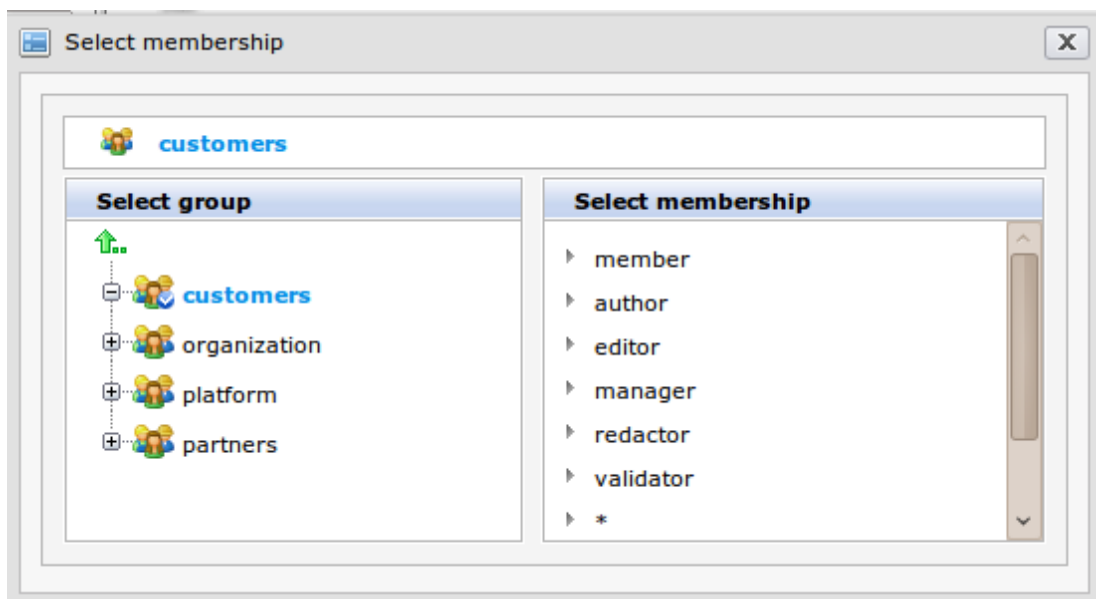 Select membership
X
customers
Select group
Select membership
..
customers
organization
platform
partners
member
author
editor
manager
redactor
validator
*